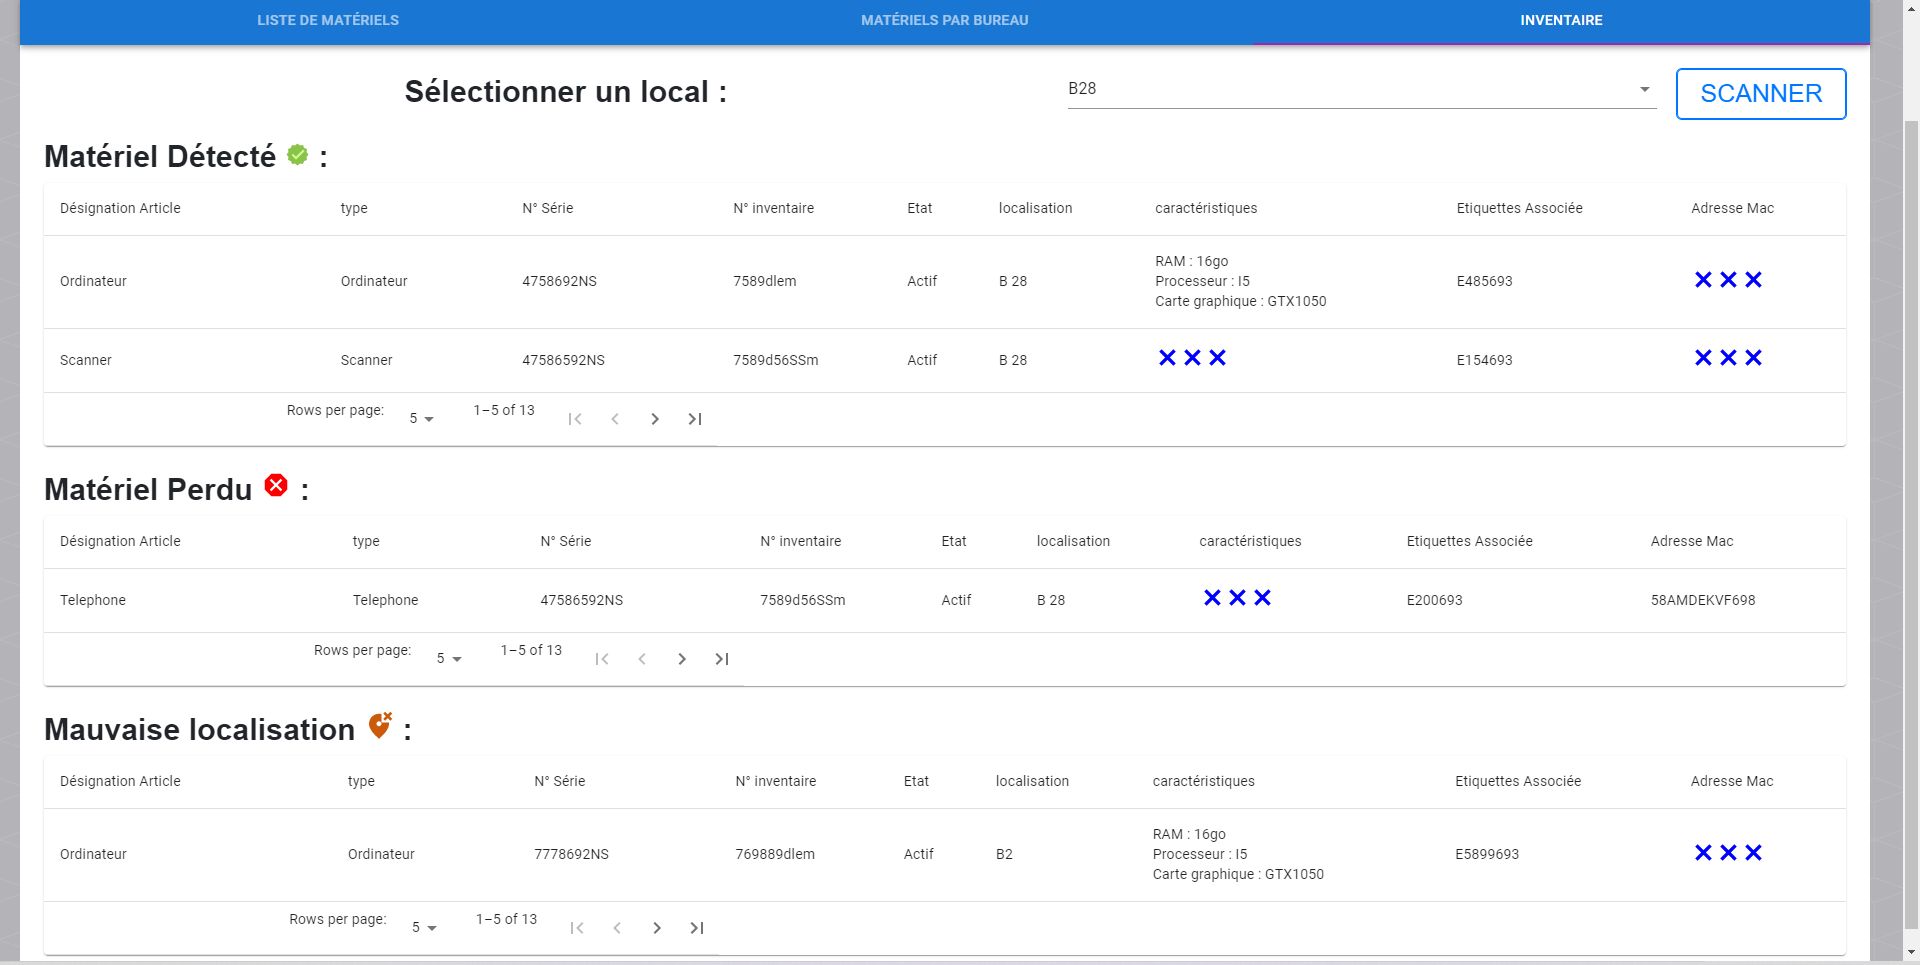 LISTE DE MATÉRIELS MATÉRIELS PAR BUREAU INVENTAIRE
Sélectionner un local : B28 SCANNER
Matériel Détecté :
Désignation Article type N° Série N° inventaire Etat localisation caractéristiques Etiquettes Associée Adresse Mac
Ordinateur Ordinateur 4758692NS 7589dlem Actif B 28 RAM : 16go
Processeur : I5
Carte graphique : GTX1050 E485693
Scanner Scanner 47586592NS 7589d56SSm Actif B 28 E154693
Rows per page: 5 1–5 of 13
Matériel Perdu :
Désignation Article type N° Série N° inventaire Etat localisation caractéristiques Etiquettes Associée Adresse Mac
Telephone Telephone 47586592NS 7589d56SSm Actif B 28 E200693 58AMDEKVF698
Rows per page: 5 1–5 of 13
Mauvaise localisation :
Désignation Article type N° Série N° inventaire Etat localisation caractéristiques Etiquettes Associée Adresse Mac
Ordinateur Ordinateur 7778692NS 769889dlem Actif B2 RAM : 16go
Processeur : I5
Carte graphique : GTX1050 E5899693
Rows per page: 5 1–5 of 13